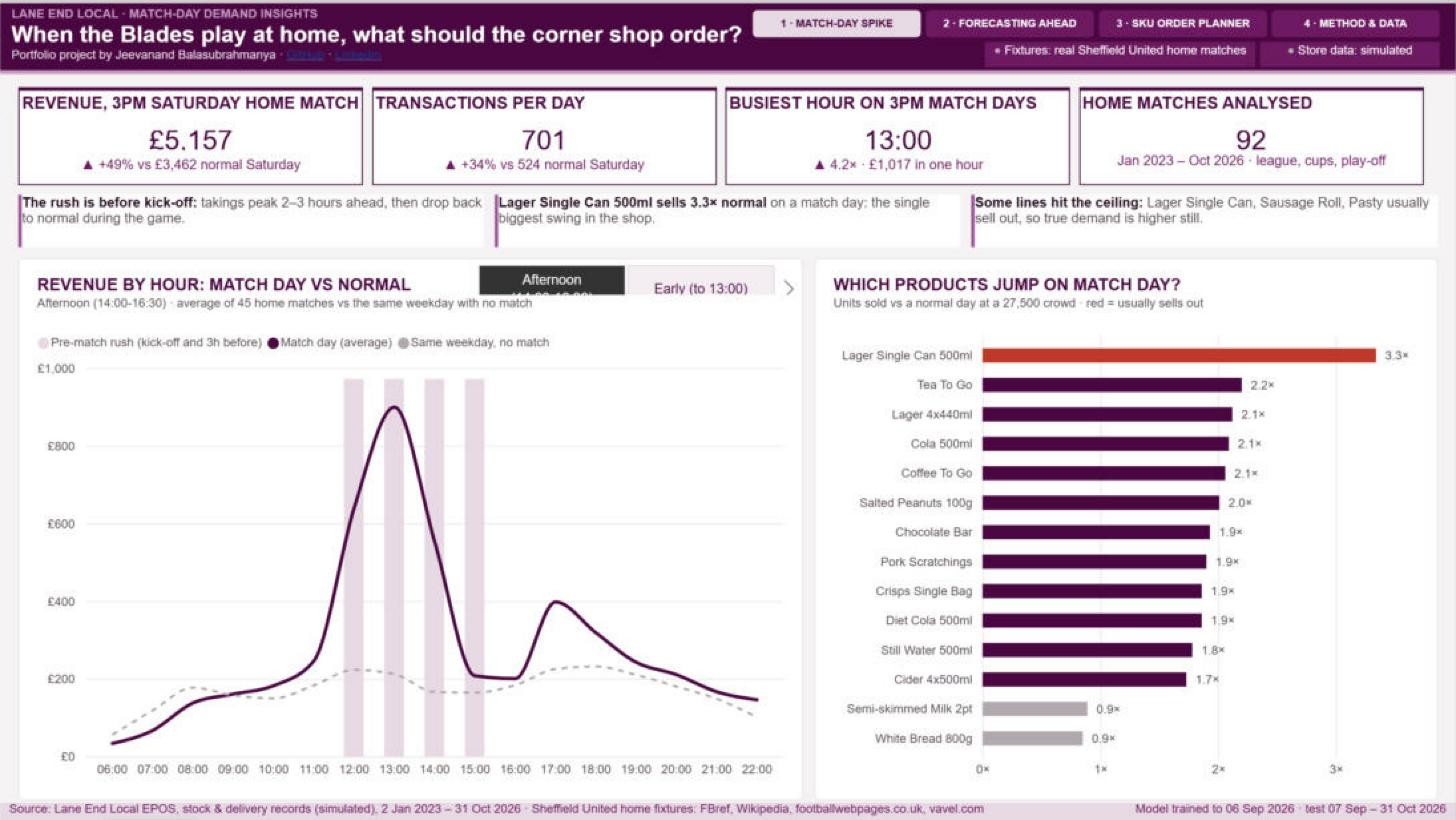 LANE END LOCAL · MATCH-DAY DEMAND INSIGHTS
When the Blades play at home, what should the corner shop order?
Portfolio project by Jeevanand Balasubrahmanya · GitHub · LinkedIn
1 · MATCH-DAY SPIKE
2 · FORECASTING AHEAD
3 · SKU ORDER PLANNER
4 · METHOD & DATA
● Fixtures: real Sheffield United home matches
● Store data: simulated
REVENUE, 3PM SATURDAY HOME MATCH
£5,157
▲ +49% vs £3,462 normal Saturday
TRANSACTIONS PER DAY
701
▲ +34% vs 524 normal Saturday
BUSIEST HOUR ON 3PM MATCH DAYS
13:00
▲ 4.2× · £1,017 in one hour
HOME MATCHES ANALYSED
92
Jan 2023 – Oct 2026 · league, cups, play-off
The rush is before kick-off: takings peak 2–3 hours ahead, then drop back
to normal during the game.
Lager Single Can 500ml sells 3.3× normal on a match day: the single
biggest swing in the shop.
Some lines hit the ceiling: Lager Single Can, Sausage Roll, Pasty usually
sell out, so true demand is higher still.
REVENUE BY HOUR: MATCH DAY VS NORMAL
Afternoon
Early (to 13:00)
Afternoon (14:00-16:30) · average of 45 home matches vs the same weekday with no match
Pre-match rush (kick-off and 3h before)
Match day (average)
Same weekday, no match
£1,000
£800
£600
£400
£200
£0
06:00 07:00 08:00 09:00 10:00 11:00 12:00 13:00 14:00 15:00 16:00 17:00 18:00 19:00 20:00 21:00 22:00
WHICH PRODUCTS JUMP ON MATCH DAY?
Units sold vs a normal day at a 27,500 crowd · red = usually sells out
Lager Single Can 500ml 3.3×
Tea To Go 2.2×
Lager 4x440ml 2.1×
Cola 500ml 2.1×
Coffee To Go 2.1×
Salted Peanuts 100g 2.0×
Chocolate Bar 1.9×
Pork Scratchings 1.9×
Crisps Single Bag 1.9×
Diet Cola 500ml 1.9×
Still Water 500ml 1.8×
Cider 4x500ml 1.7×
Semi-skimmed Milk 2pt 0.9×
White Bread 800g 0.9×
0× 1× 2× 3×
Source: Lane End Local EPOS, stock & delivery records (simulated), 2 Jan 2023 – 31 Oct 2026 · Sheffield United home fixtures: FBref, Wikipedia, footballwebpages.co.uk, vavel.com
Model trained to 06 Sep 2026 · test 07 Sep – 31 Oct 2026